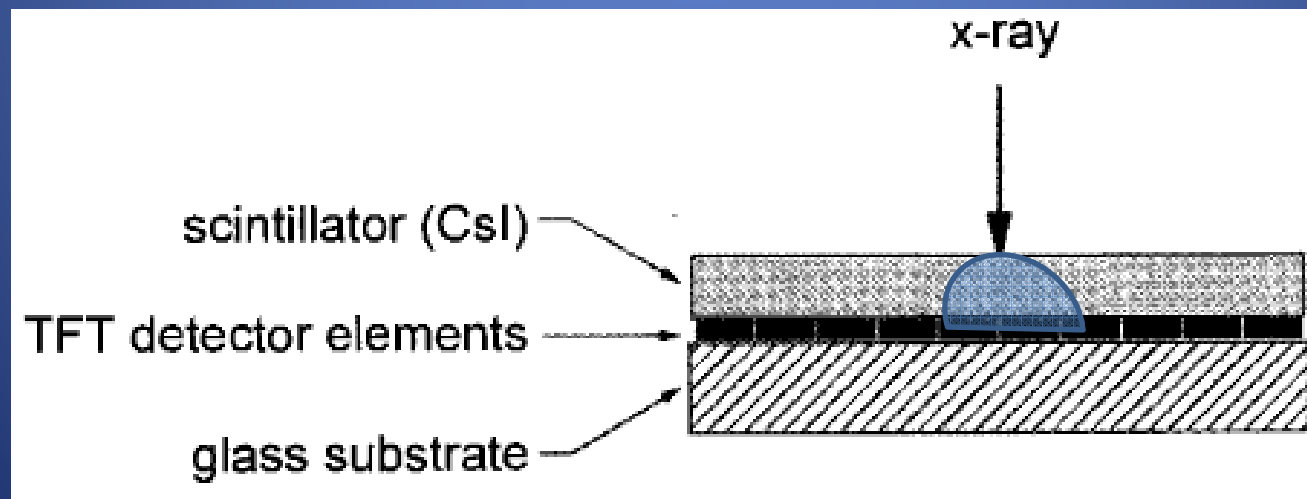 x-ray
scintillator (CsI)
TFT detector elements
glass substrate